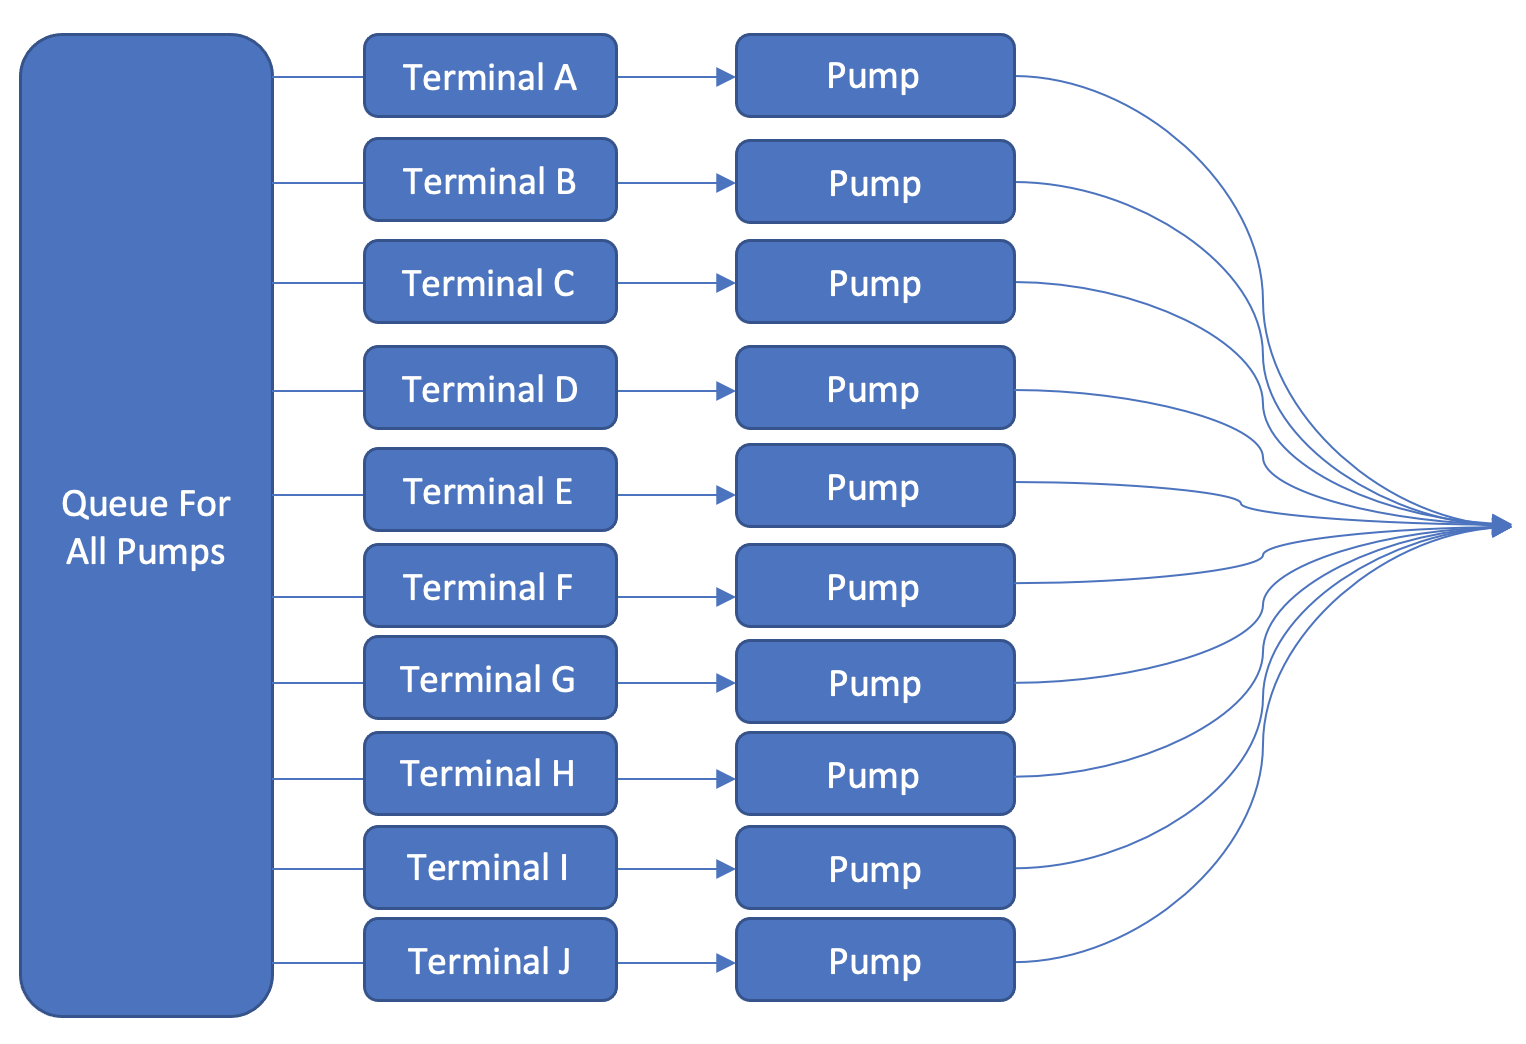 Queue For
All Pumps
Terminal A
Pump
Terminal B
Pump
Terminal C
Pump
Terminal D
Pump
Terminal E
Pump
Terminal F
Pump
Terminal G
Pump
Terminal H
Pump
Terminal I
Pump
Terminal J
Pump